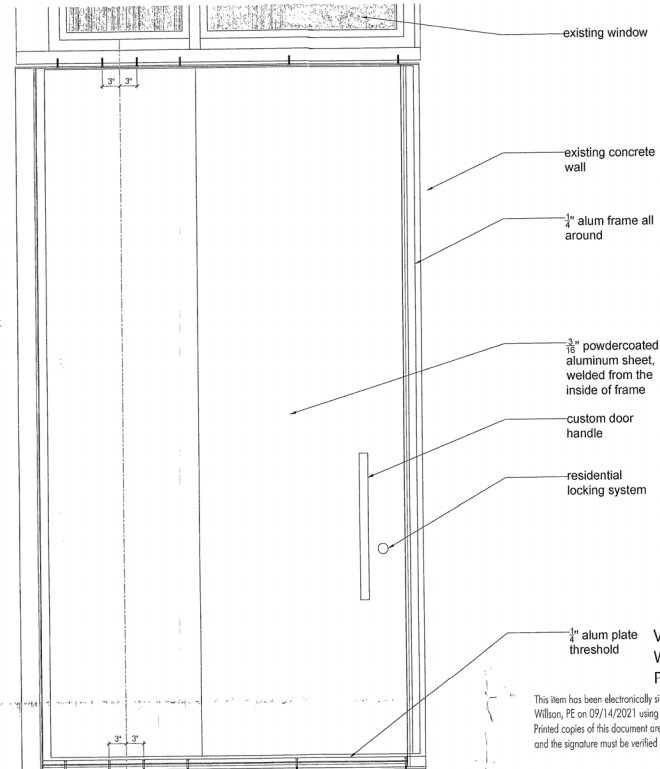 existing window
3" 3"
existing concrete
wall
1/4" alum frame all
around
3/16" powdercoated
aluminum sheet,
welded from the
inside of frame
custom door
handle
residential
locking system
1/4" alum plate
threshold
This item has been electronically si
Willson, PE on 09/14/2021 using
Printed copies of this document are
and the signature must be verified
3" 3"